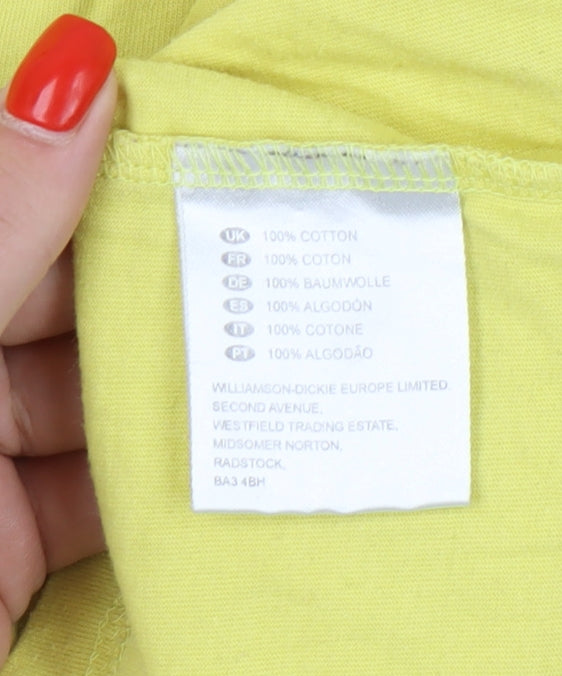 UK 100% COTTON
FR 100% COTON
DE 100% BAUMWOLLE
ES 100% ALGODÓN
IT 100% COTONE
PT 100% ALGODÃO
WILLIAMSON-DICKIE EUROPE LIMITED.
SECOND AVENUE,
WESTFIELD TRADING ESTATE,
MIDSOMER NORTON,
RADSTOCK,
BA3 4BH